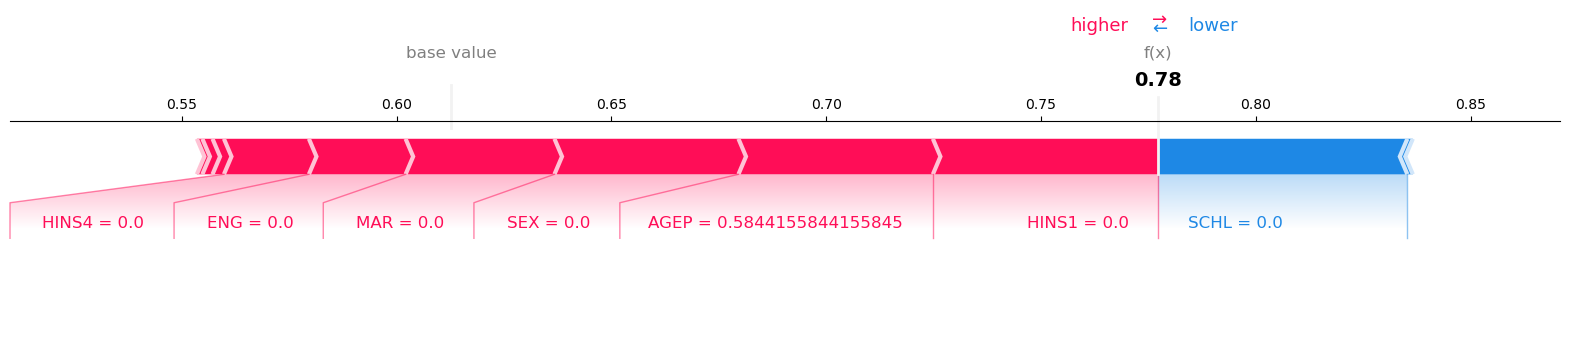 higher ⇄ lower
base value
f(x)
0.78
0.55 0.60 0.65 0.70 0.75 0.80 0.85
HINS4 = 0.0 ENG = 0.0 MAR = 0.0 SEX = 0.0 AGEP = 0.5844155844155845 HINS1 = 0.0 SCHL = 0.0